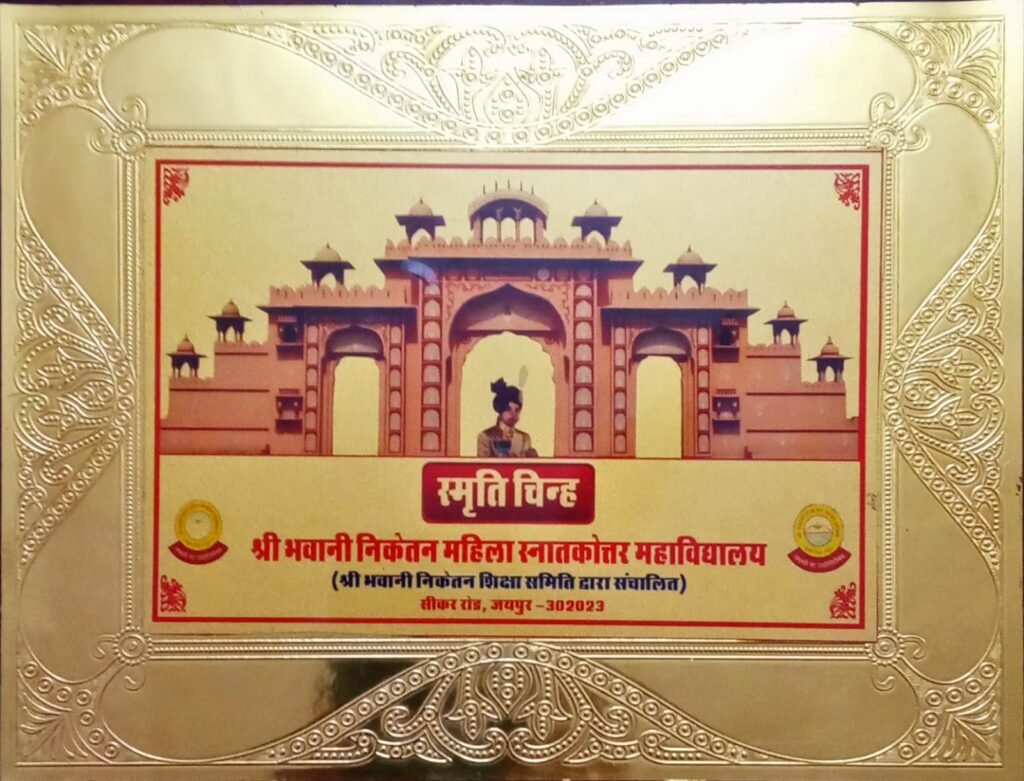 स्मृति चिन्ह
श्री भवानी निकेतन महिला स्नातकोत्तर महाविद्यालय
(श्री भवानी निकेतन शिक्षा समिति द्वारा संचालित)
सीकर रोड, जयपुर -302023